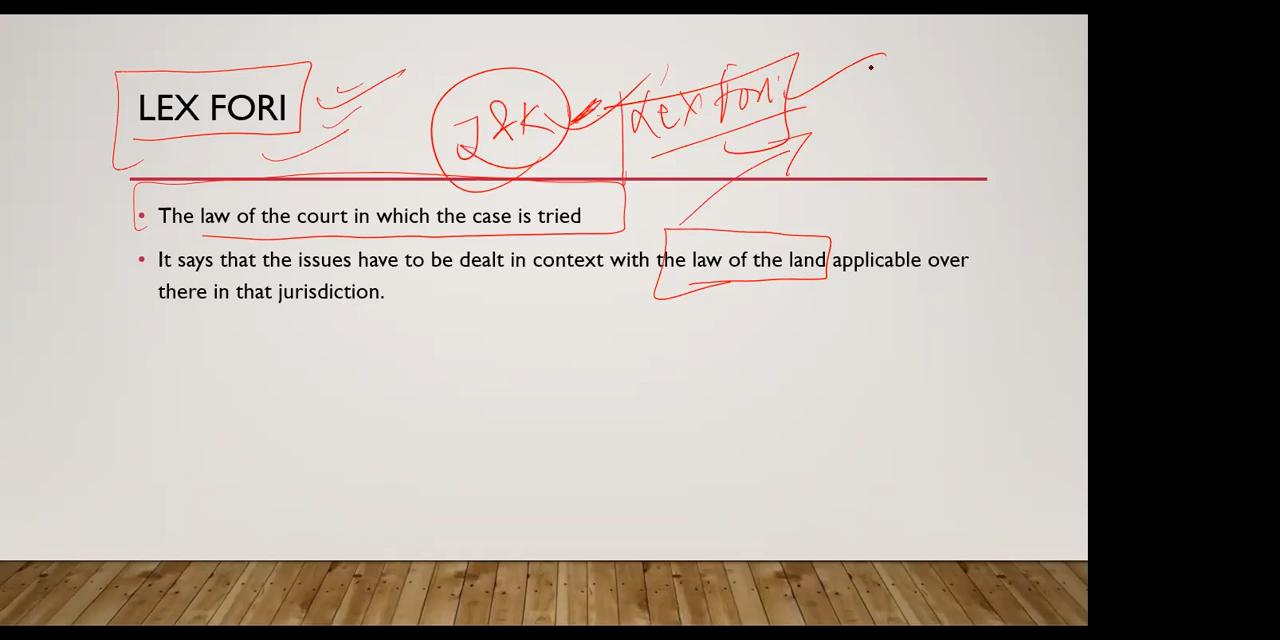 LEX FORI
J&K
Lex Fori
• The law of the court in which the case is tried
• It says that the issues have to be dealt in context with the law of the land applicable over
there in that jurisdiction.